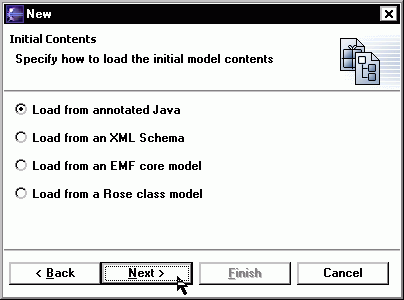 New
Initial Contents
Specify how to load the initial model contents
Load from annotated Java
Load from an XML Schema
Load from an EMF core model
Load from a Rose class model
< Back
Next >
Finish
Cancel